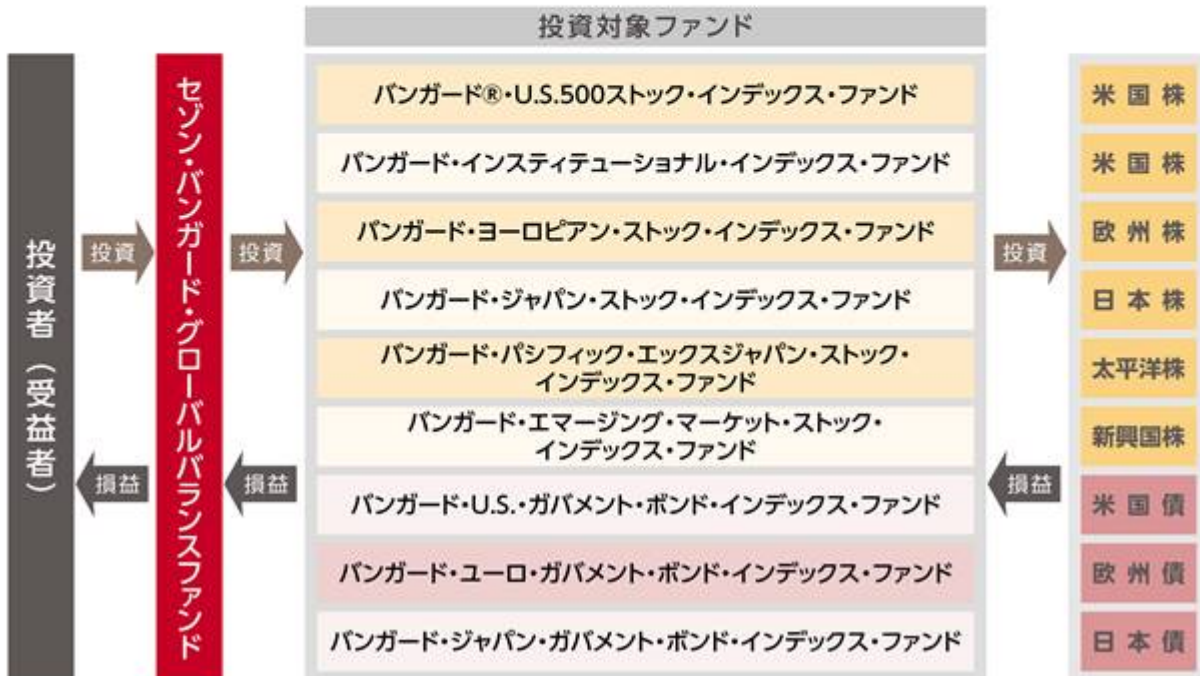 投資対象ファンド
投資者（受益者）
投資
損益
セゾン・バンガード・グローバルバランスファンド
投資
損益
バンガード®・U.S.500ストック・インデックス・ファンド
バンガード・インスティテューショナル・インデックス・ファンド
バンガード・ヨーロピアン・ストック・インデックス・ファンド
バンガード・ジャパン・ストック・インデックス・ファンド
バンガード・パシフィック・エックスジャパン・ストック・
インデックス・ファンド
バンガード・エマージング・マーケット・ストック・
インデックス・ファンド
バンガード・U.S.・ガバメント・ボンド・インデックス・ファンド
バンガード・ユーロ・ガバメント・ボンド・インデックス・ファンド
バンガード・ジャパン・ガバメント・ボンド・インデックス・ファンド
投資
損益
米国株
米国株
欧州株
日本株
太平洋株
新興国株
米国債
欧州債
日本債